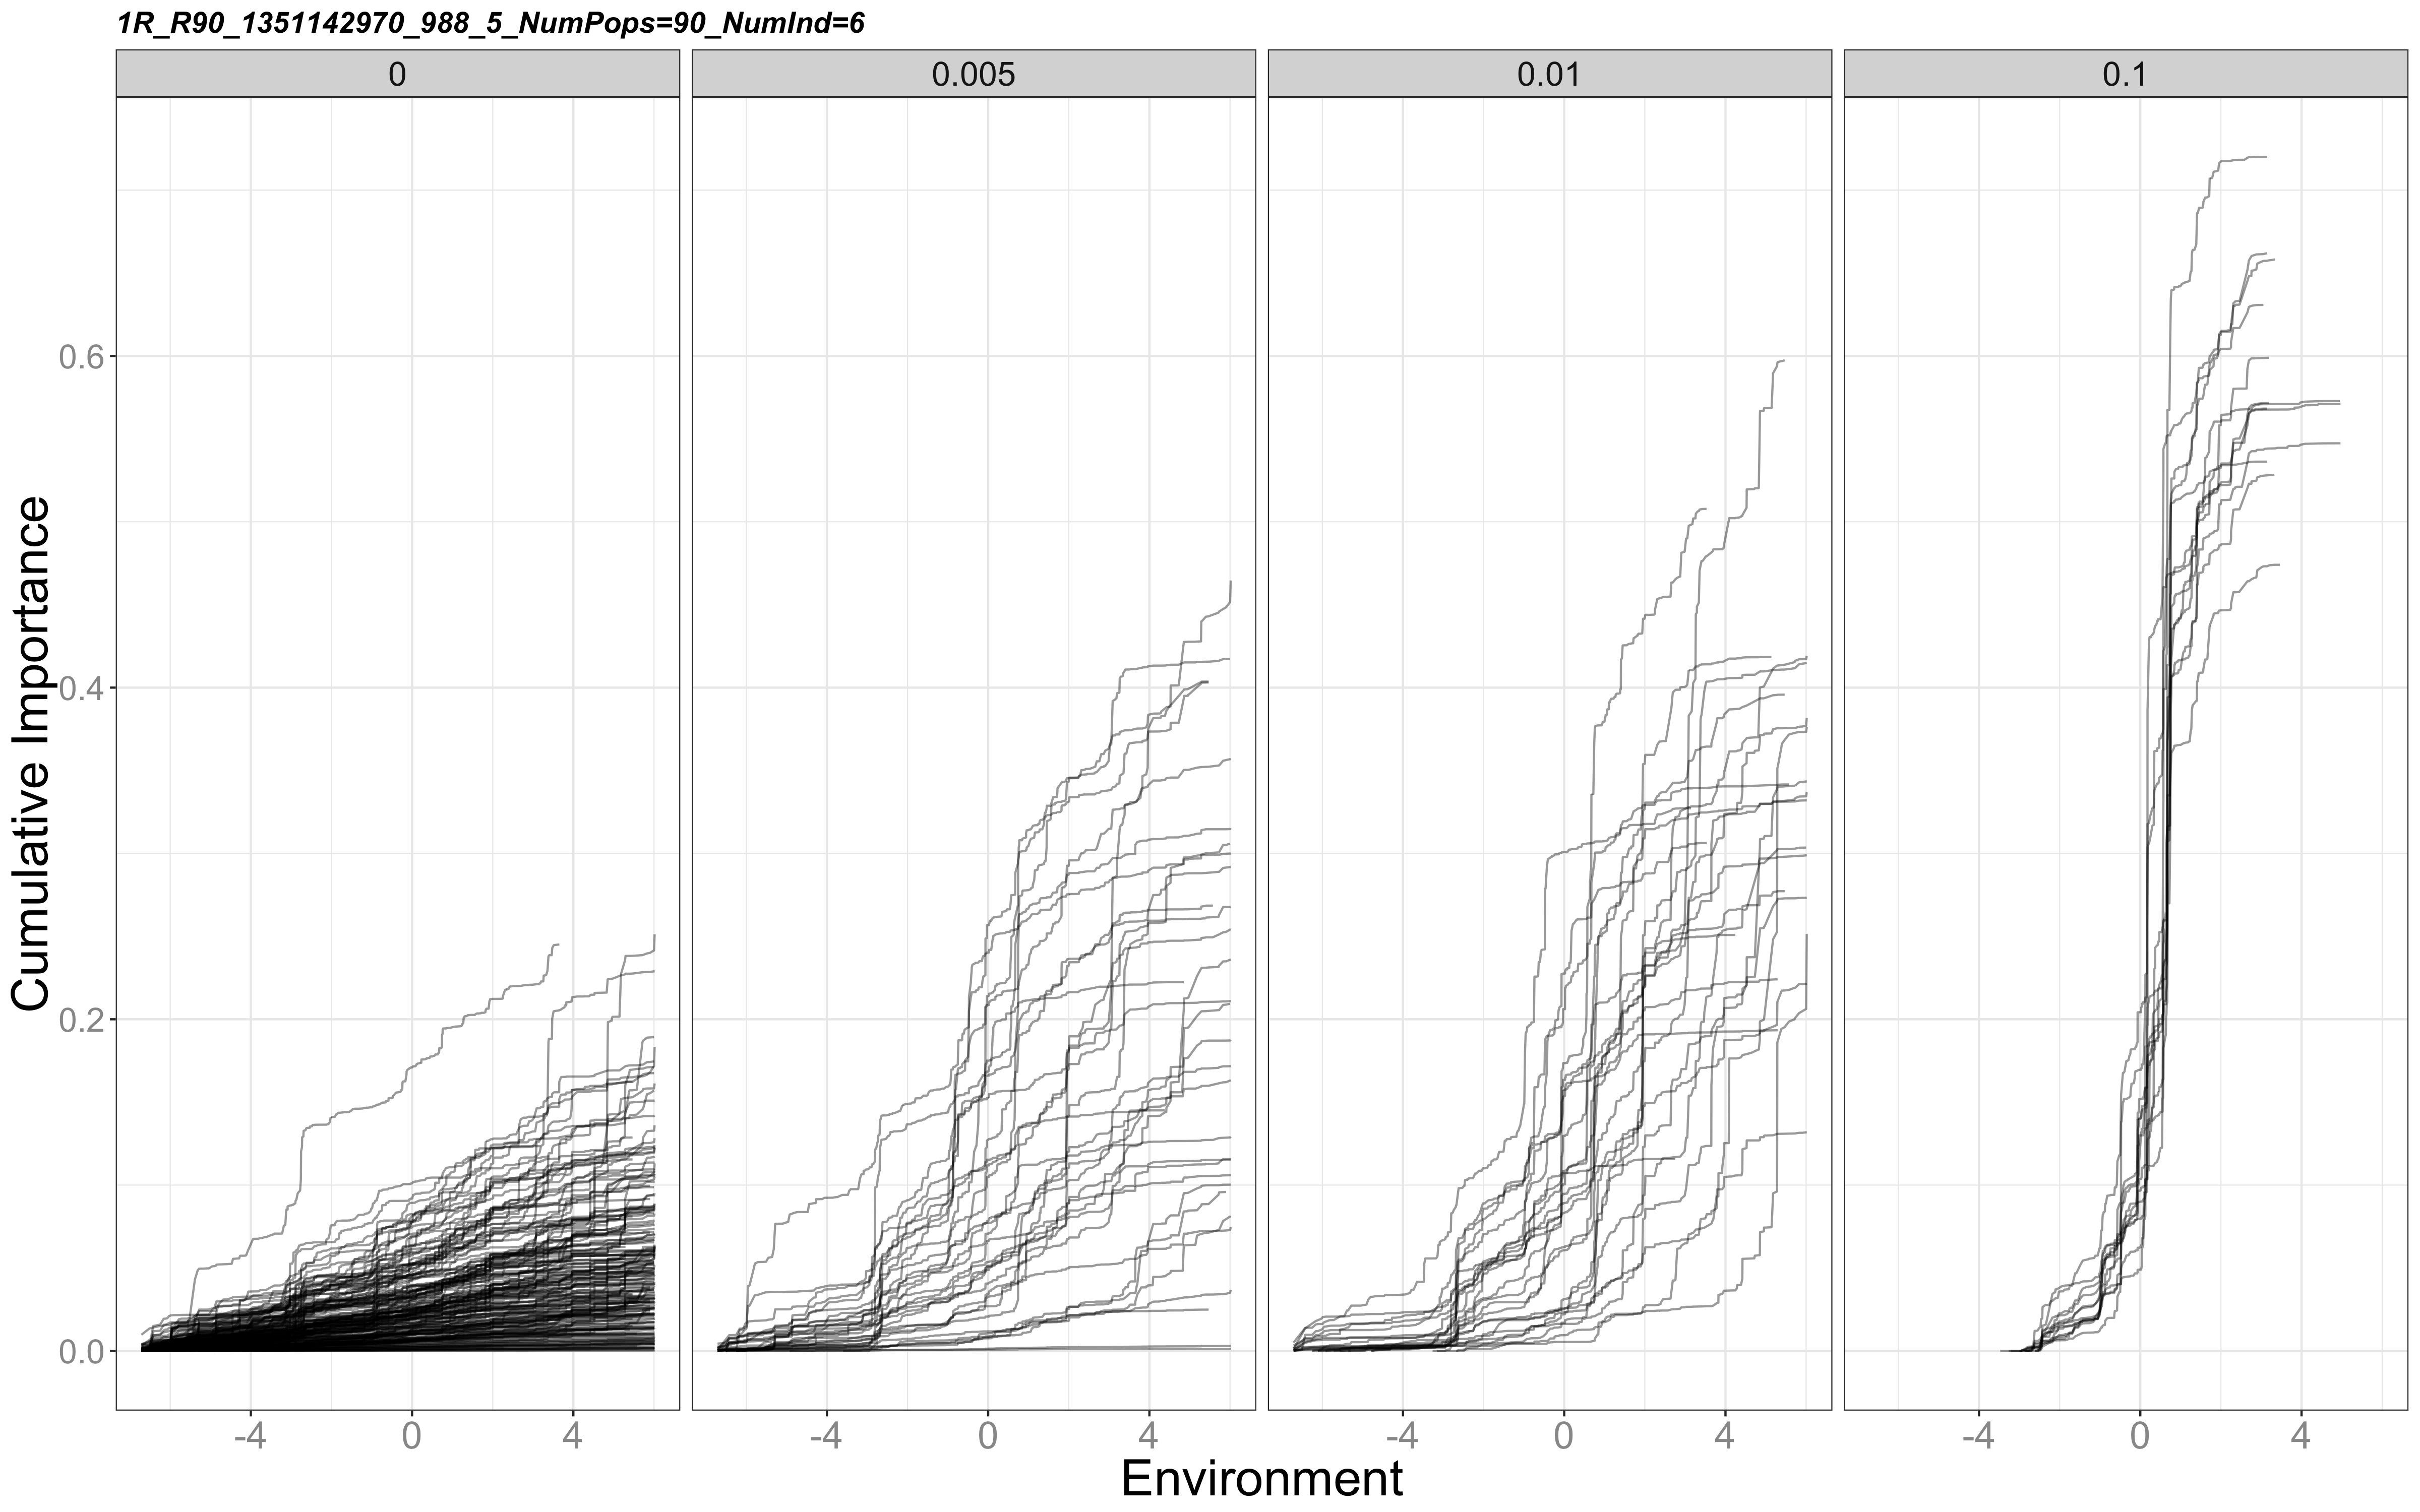 1R_R90_1351142970_988_5_NumPops=90_NumInd=6
0 0.005 0.01 0.1
Cumulative Importance
0.6
0.4
0.2
0.0
-4 0 4 -4 0 4 -4 0 4 -4 0 4
Environment